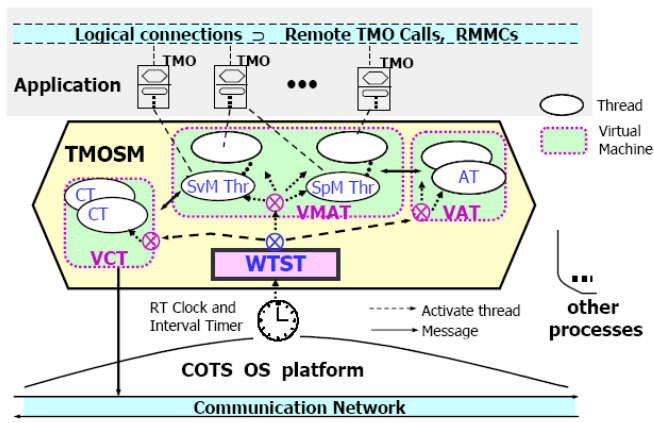 Logical connections ⊃ Remote TMO Calls, RMMCs
TMO
TMO
TMO
Application
Thread
Virtual
Machine
TMOSM
CT
CT
SvM Thr
SpM Thr
AT
VMAT
VAT
VCT
WTST
RT Clock and
Interval Timer
Activate thread
Message
other
processes
COTS OS platform
Communication Network